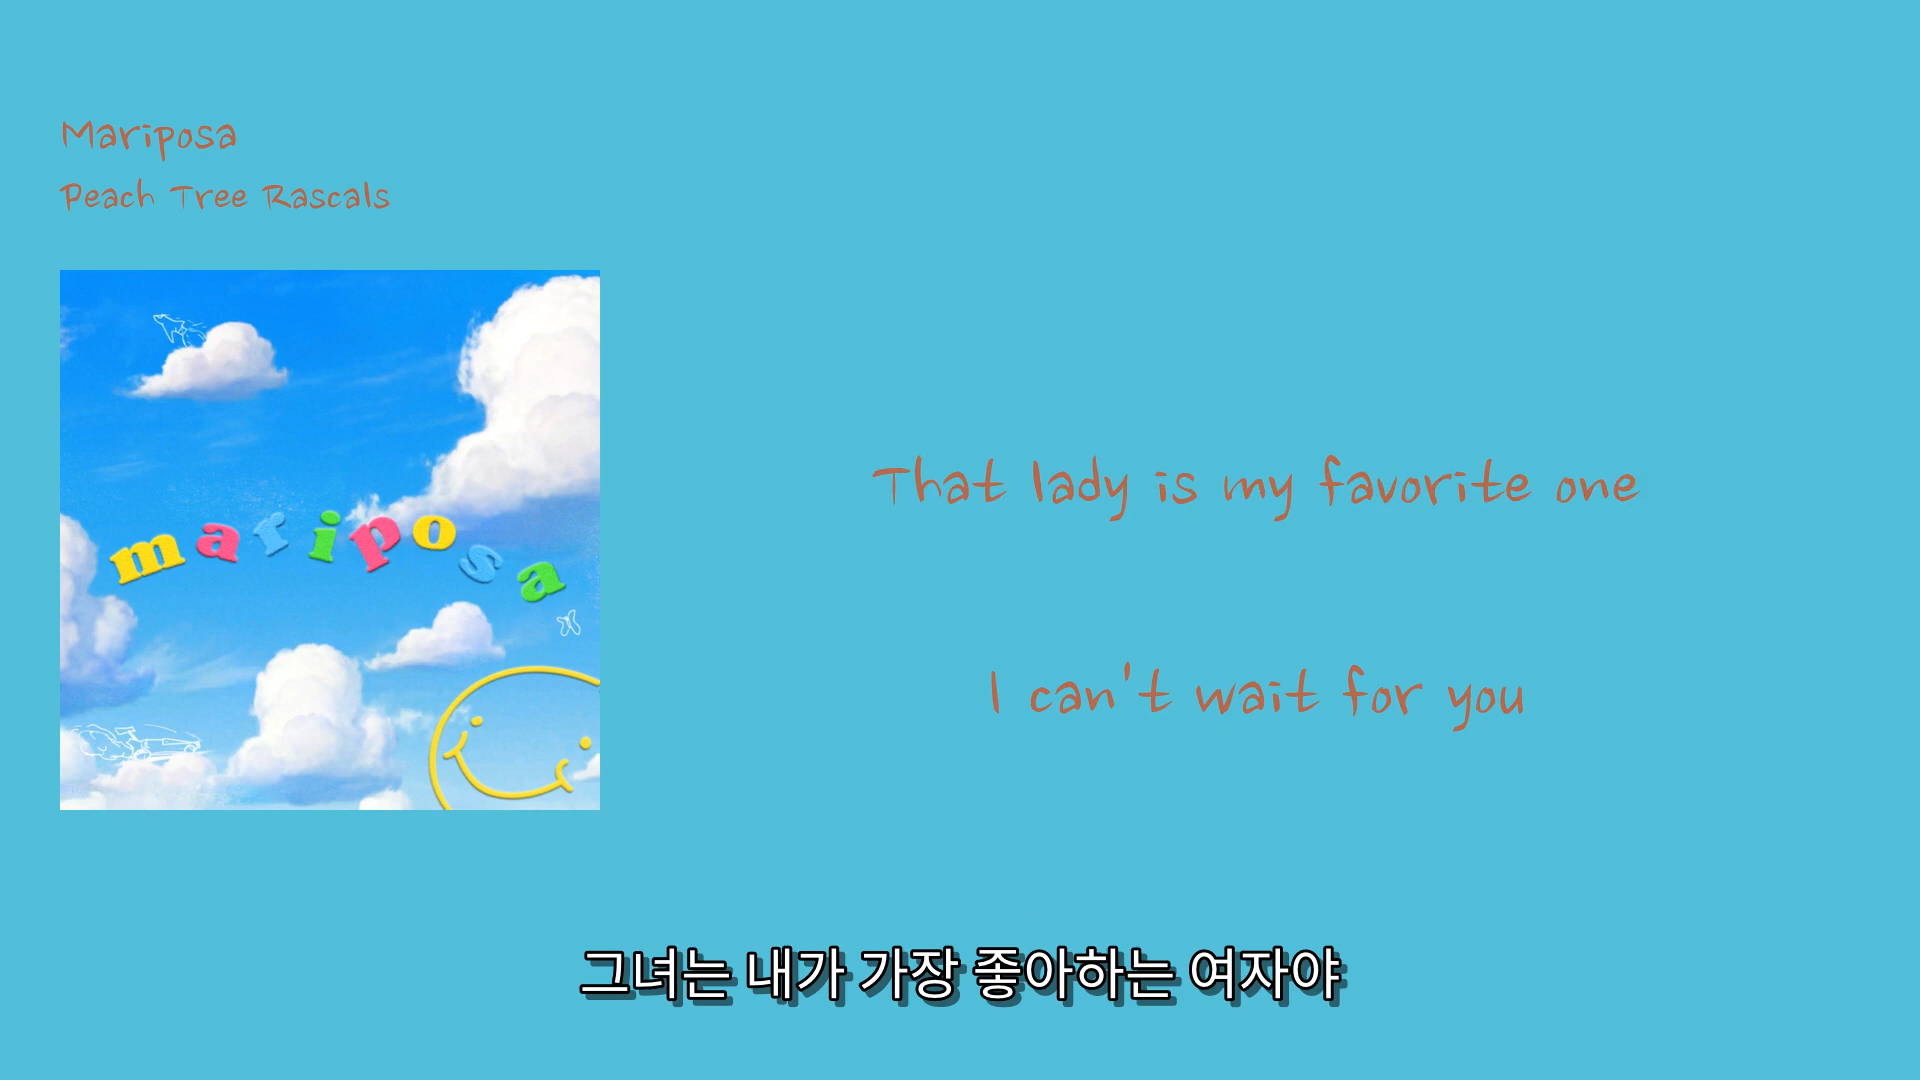 Mariposa
Peach Tree Rascals
mariposa
That lady is my favorite one
I can't wait for you
그녀는 내가 가장 좋아하는 여자야